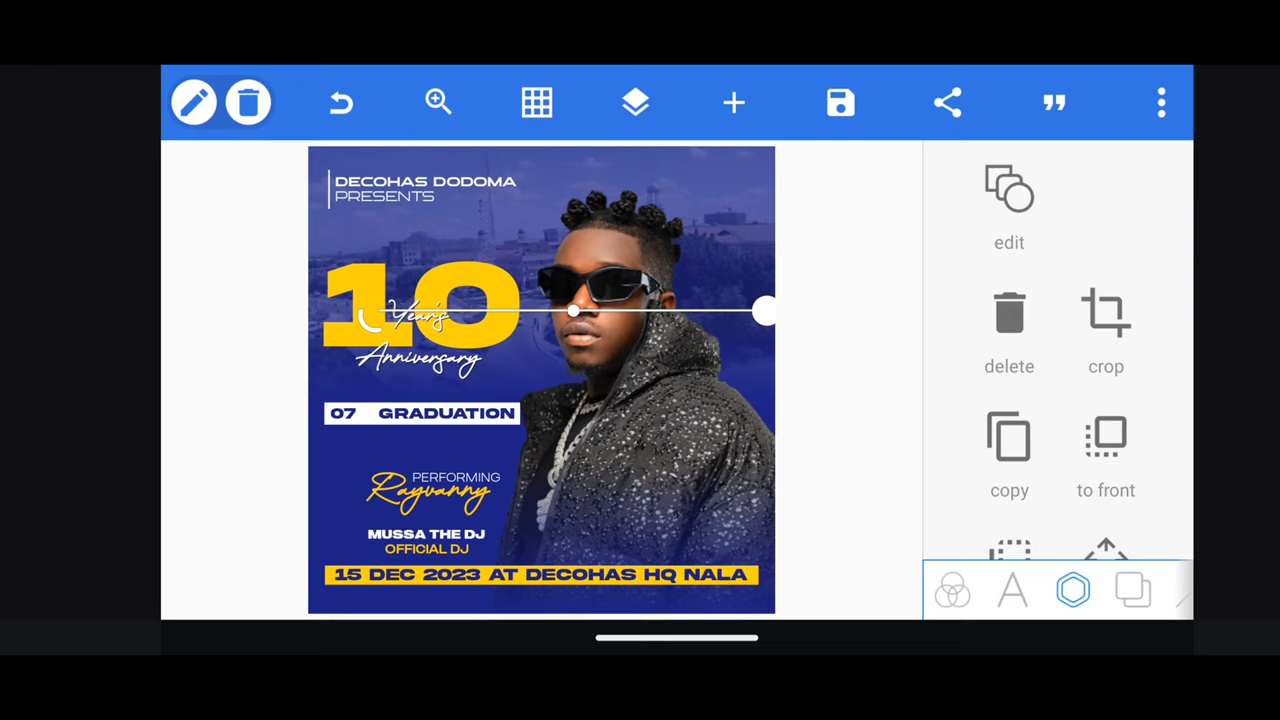 DECOHAS DODOMA
PRESENTS
10
Year's
Anniversary
07 GRADUATION
PERFORMING
Rayvanny
MUSSA THE DJ
OFFICIAL DJ
15 DEC 2023 AT DECOHAS HQ NALA
edit
delete
crop
copy
to front